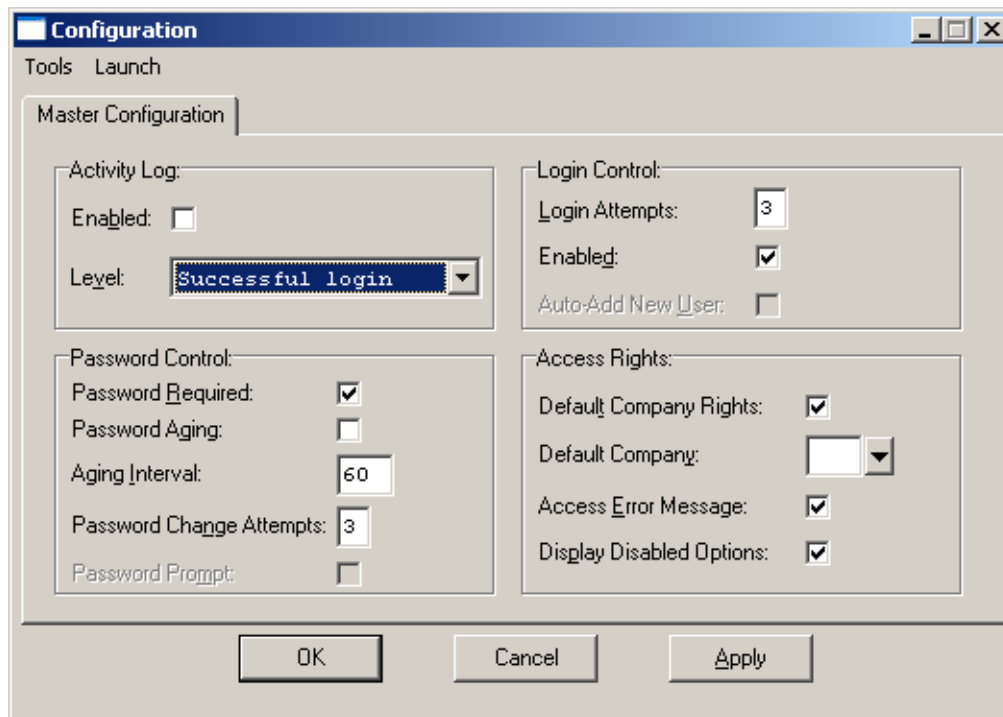 Configuration
Tools Launch
Master Configuration
Activity Log:
Enabled:
Level: Successful login
Login Control:
Login Attempts: 3
Enabled:
Auto-Add New User:
Password Control:
Password Required:
Password Aging:
Aging Interval: 60
Password Change Attempts: 3
Password Prompt:
Access Rights:
Default Company Rights:
Default Company:
Access Error Message:
Display Disabled Options:
OK Cancel Apply